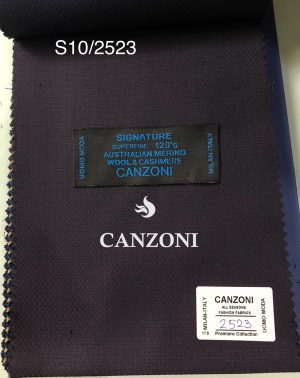 S10/2523
SIGNATURE
SUPERFINE 120's
AUSTRALIAN MERINO
WOOL & CASHMERE
CANZONI
UOMO MODA
MILAN-ITALY
CANZONI
MILAN-ITALY
CANZONI
ALL SEASONS
FASHION FABRICS
2523
Premiere Collection
UOMO MODA